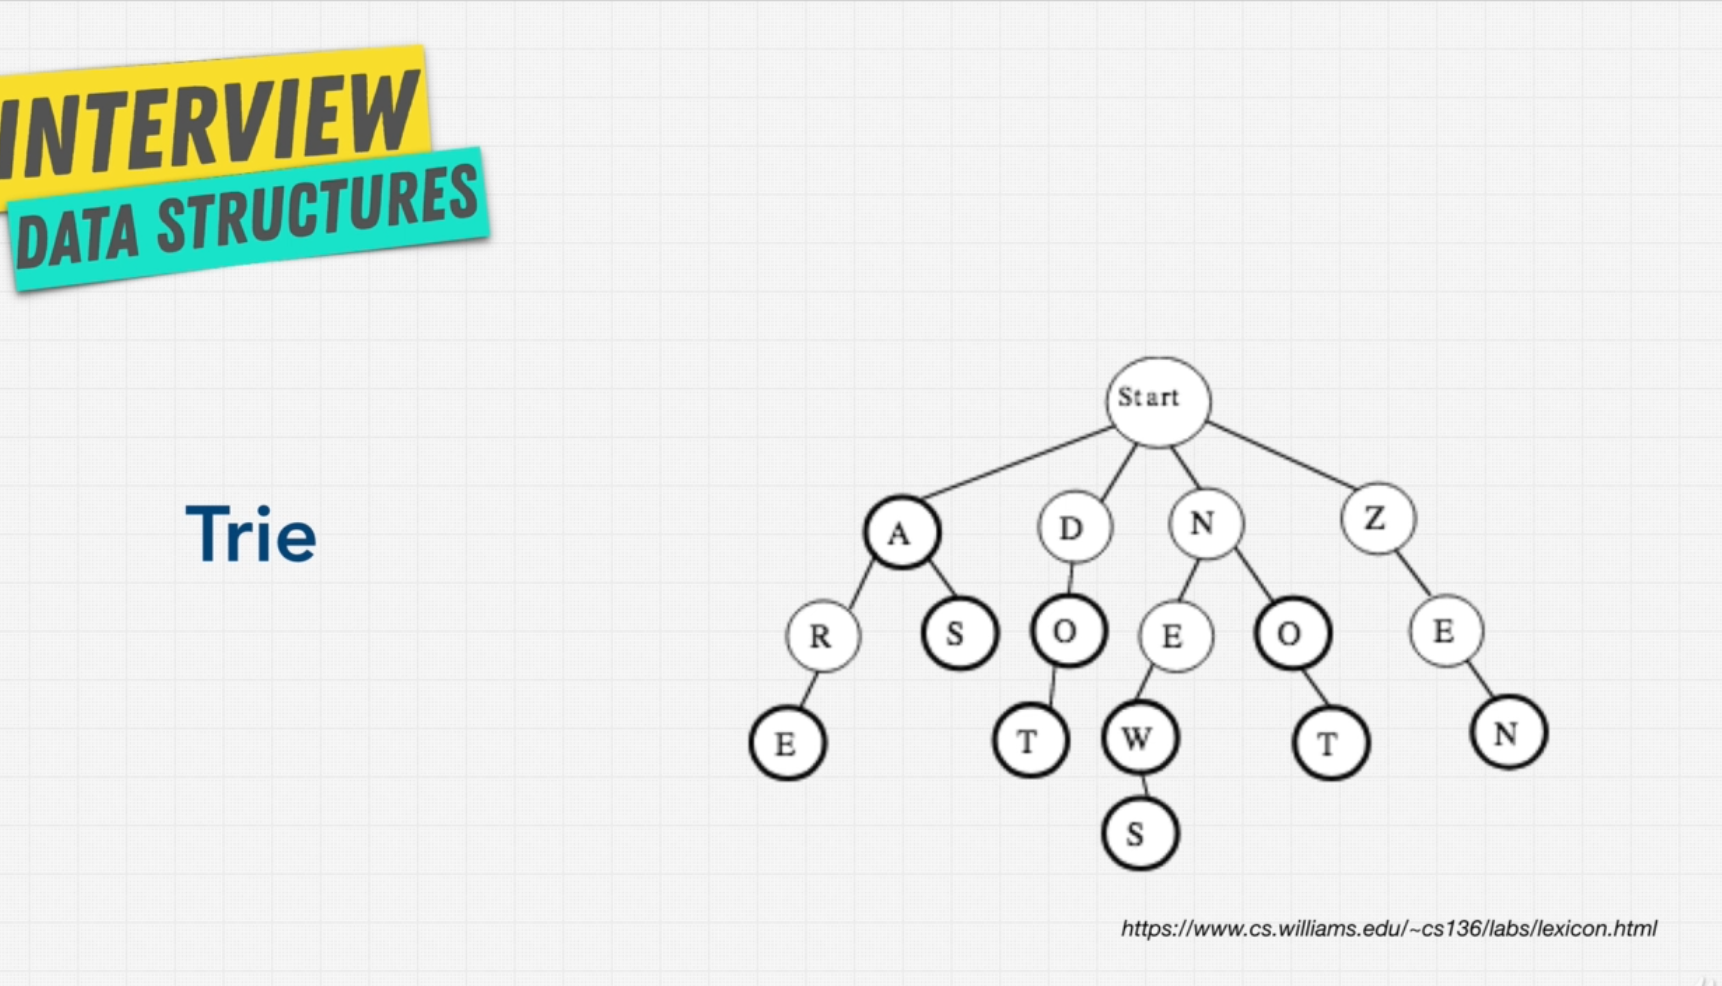 INTERVIEW
DATA STRUCTURES
Start
A D N Z
R S O E O E
E T W T N
S
Trie
https://www.cs.williams.edu/~cs136/labs/lexicon.html